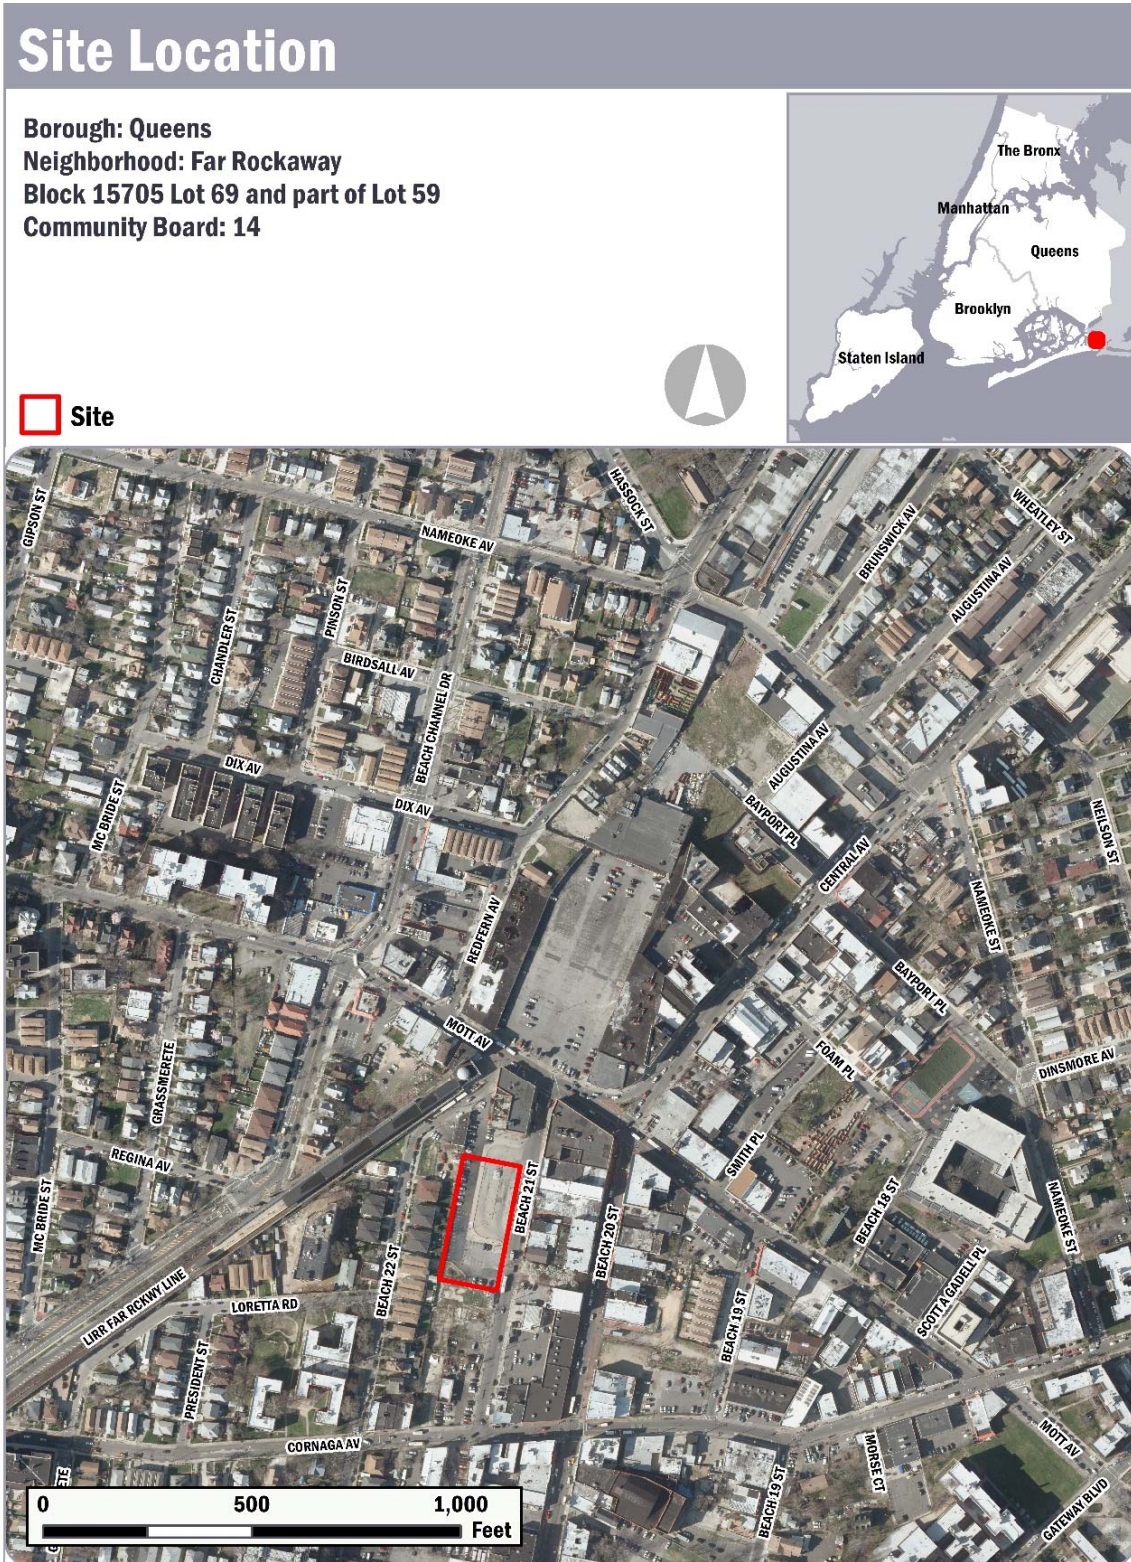 Site Location
Borough: Queens
Neighborhood: Far Rockaway
Block 15705 Lot 69 and part of Lot 59
Community Board: 14
The Bronx
Manhattan
Queens
Brooklyn
Staten Island
Site
GIPSON ST
HASSOCK ST
WHEATLEY ST
NAMEOKE AV
BRUNSWICK AV
AUGUSTINA AV
PINSON ST
CHANDLER ST
BIRDSALL AV
BEACH CHANNEL DR
DIX AV
DIX AV
MC BRIDE ST
AUGUSTINA AV
BAYPORT PL
CENTRAL AV
NEILSON ST
NAMEOKE ST
REDFERN AV
BAYPORT PL
MOTT AV
FOAM PL
DINSMORE AV
GRASSMERETE
SMITH PL
REGINA AV
MC BRIDE ST
BEACH 21 ST
BEACH 20 ST
BEACH 18 ST
NAMEOKE ST
BEACH 22 ST
SCOTT A GADELL PL
LIRR FAR RCKWY LINE
LORETTA RD
BEACH 19 ST
PRESIDENT ST
CORNAGA AV
MOTT AV
MORSE CT
BEACH 19 ST
GATEWAY BLVD
0 500 1,000
Feet